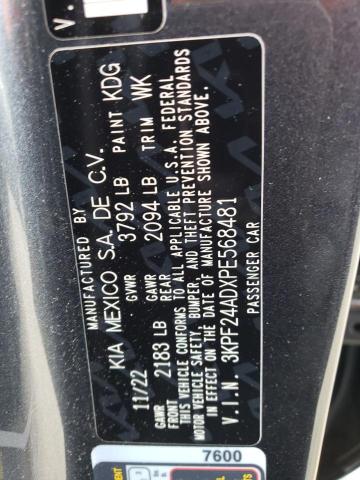 MANUFACTURED BY
KIA MEXICO S.A. DE C.V.
11/22 GVWR 3792 LB PAINT KDG
GAWR FRONT 2183 LB GAWR REAR 2094 LB TRIM WK
THIS VEHICLE CONFORMS TO ALL APPLICABLE U.S.A. FEDERAL
MOTOR VEHICLE SAFETY, BUMPER, AND THEFT PREVENTION STANDARDS
IN EFFECT ON THE DATE OF MANUFACTURE SHOWN ABOVE.
V.I.N 3KPF24ADXPE568481
PASSENGER CAR
V.
7600